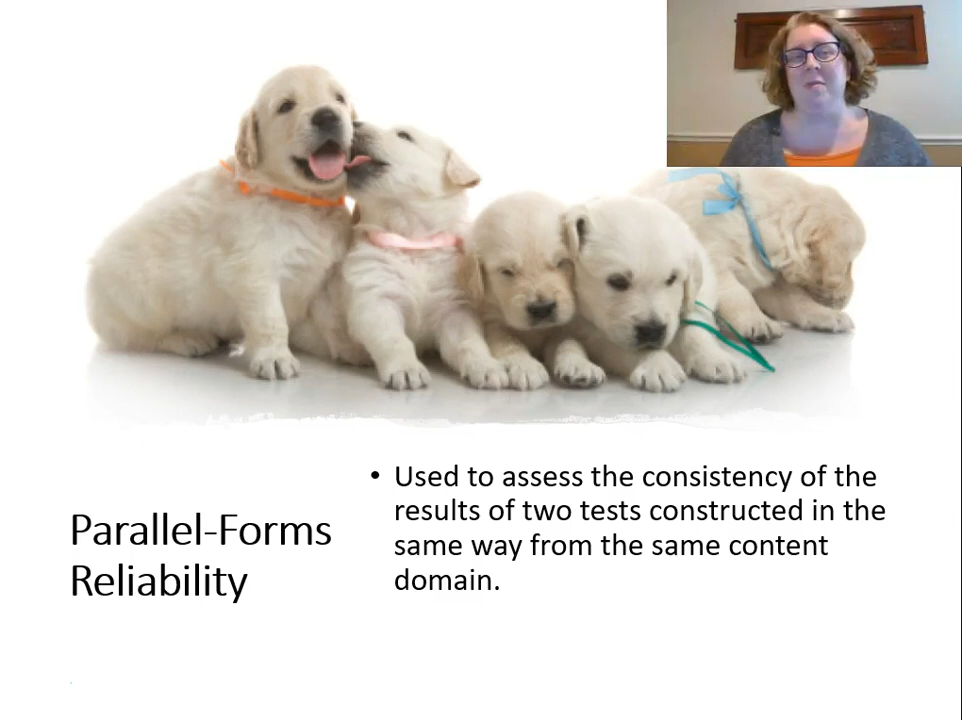 Parallel-Forms
Reliability
• Used to assess the consistency of the
results of two tests constructed in the
same way from the same content
domain.